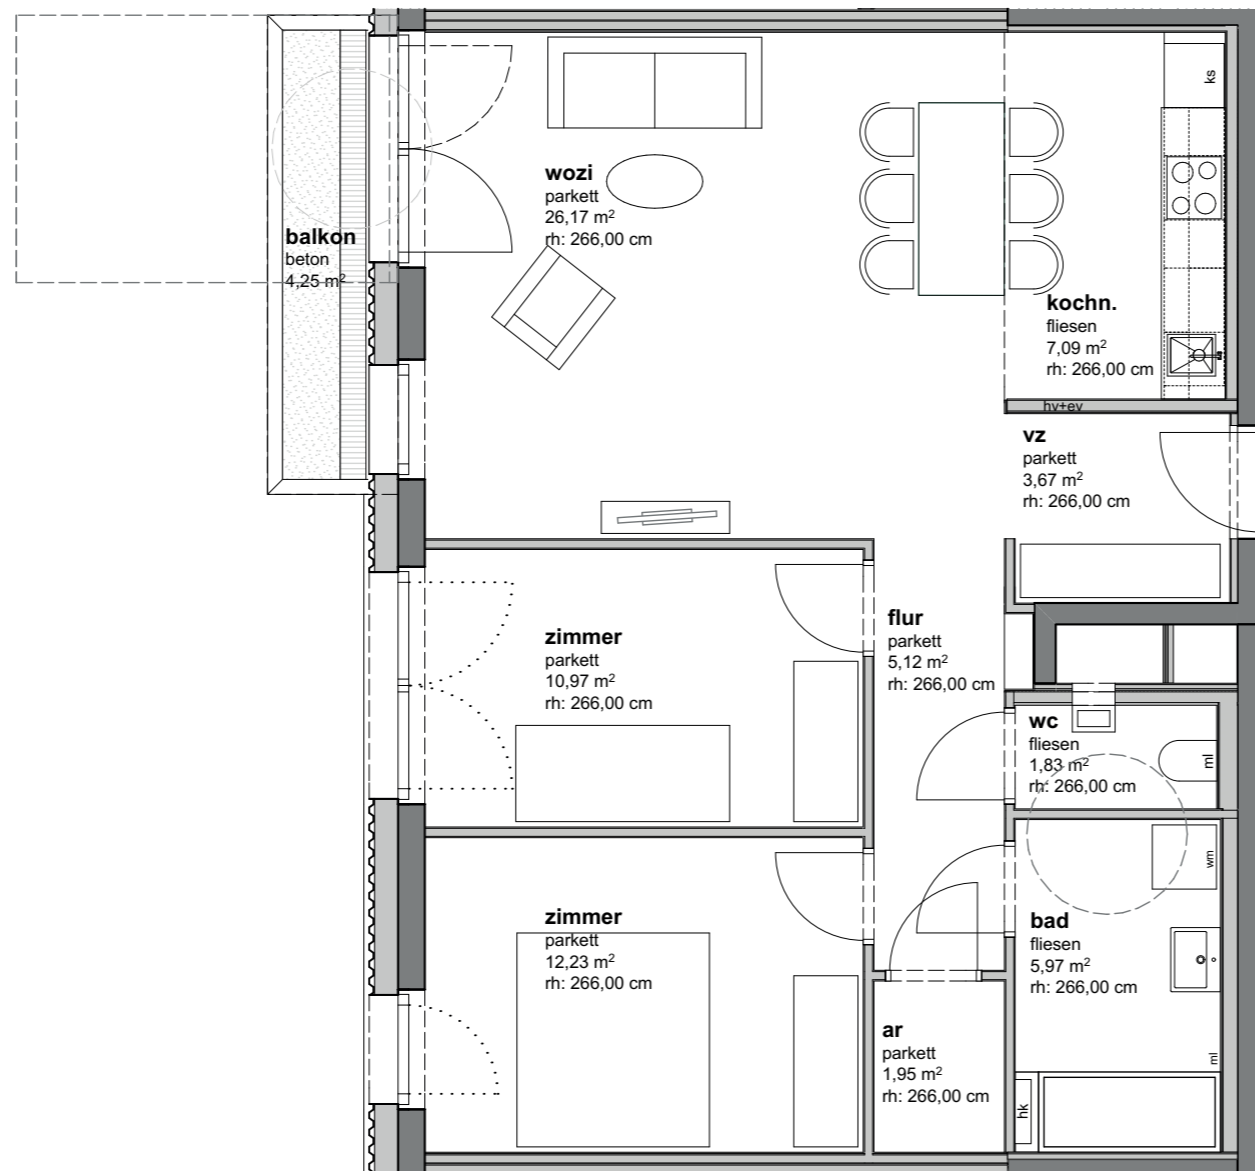 ks
wozi
parkett
26,17 m²
rh: 266,00 cm
balkon
beton
4,25 m²
kochn.
fliesen
7,09 m²
rh: 266,00 cm
hv+ev
vz
parkett
3,67 m²
rh: 266,00 cm
zimmer
parkett
10,97 m²
rh: 266,00 cm
flur
parkett
5,12 m²
rh: 266,00 cm
wc
fliesen
1,83 m²
rh: 266,00 cm
ml
wm
zimmer
parkett
12,23 m²
rh: 266,00 cm
bad
fliesen
5,97 m²
rh: 266,00 cm
ar
parkett
1,95 m²
rh: 266,00 cm
ml
hk